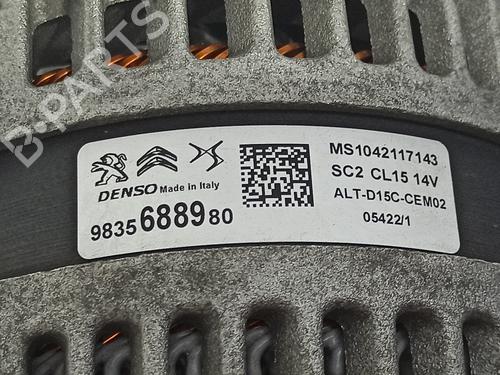 B-PARTS
DENSO Made in Italy
9835688980
MS1042117143
SC2 CL15 14V
ALT-D15C-CEM02
05422/1